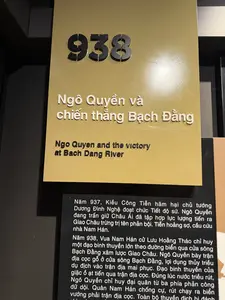 938
Ngô Quyền và
chiến thắng Bạch Đằng
Ngo Quyen and the victory
at Bach Dang River
Năm 937, Kiều Công Tiễn hãm hại chủ tướng
Dương Đình Nghệ đoạt chức Tiết độ sứ. Ngô Quyền
đang trấn giữ Châu Ái đã tập hợp lực lượng tiến ra
Giao Châu trừng trị tên phản bội. Tiễn hoảng sợ, cầu cứu
nhà Nam Hán.
Năm 938, Vua Nam Hán cử Lưu Hoằng Tháo chỉ huy
một đạo binh thuyền lớn theo đường biển qua cửa sông
Bạch Đằng xâm lược Giao Châu. Ngô Quyền bày trận
địa cọc gỗ ở cửa sông Bạch Đằng, lợi dụng thủy triều
dụ địch vào trận địa mai phục. Đạo binh thuyền của
giặc ồ ạt tiến qua trận địa cọc. Đúng lúc nước triều rút,
Ngô Quyền chỉ huy đại quân từ ba phía phản công
dữ dội. Quân Nam Hán chống cự, rút chạy ra biển
vướng phải trận địa cọc. Toàn bộ thuyền địch bị đánh